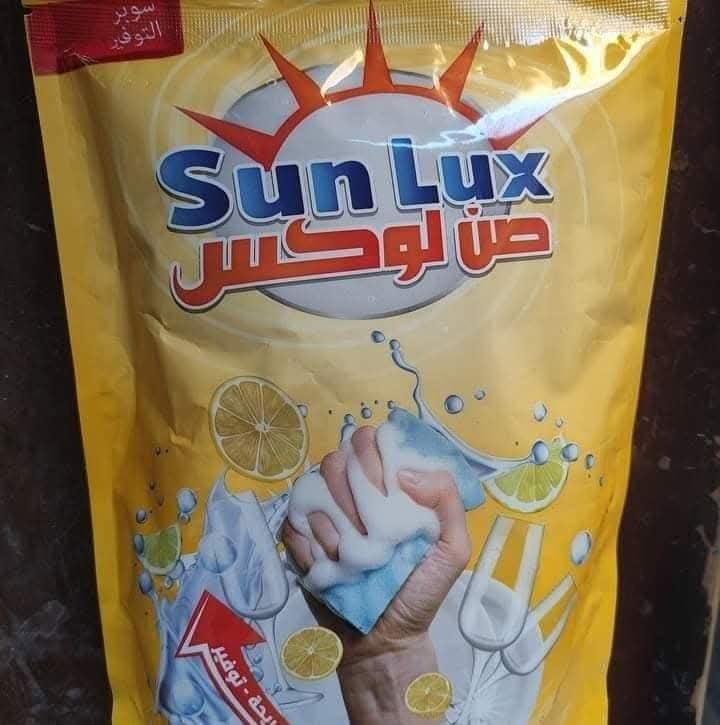 سوبر
التوفير
Sun Lux
صن لوكس
توفير